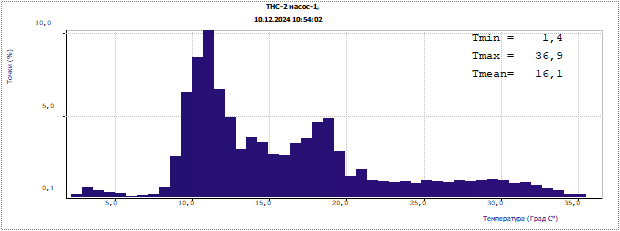 ТНС-2 насос-1,
10.12.2024 10:54:02
Tmin = 1,4
Tmax = 36,9
Tmean= 16,1
Точки (%)
10,0
5,0
0,1
5,0 10,0 15,0 20,0 25,0 30,0 35,0
Температура (Град С°)